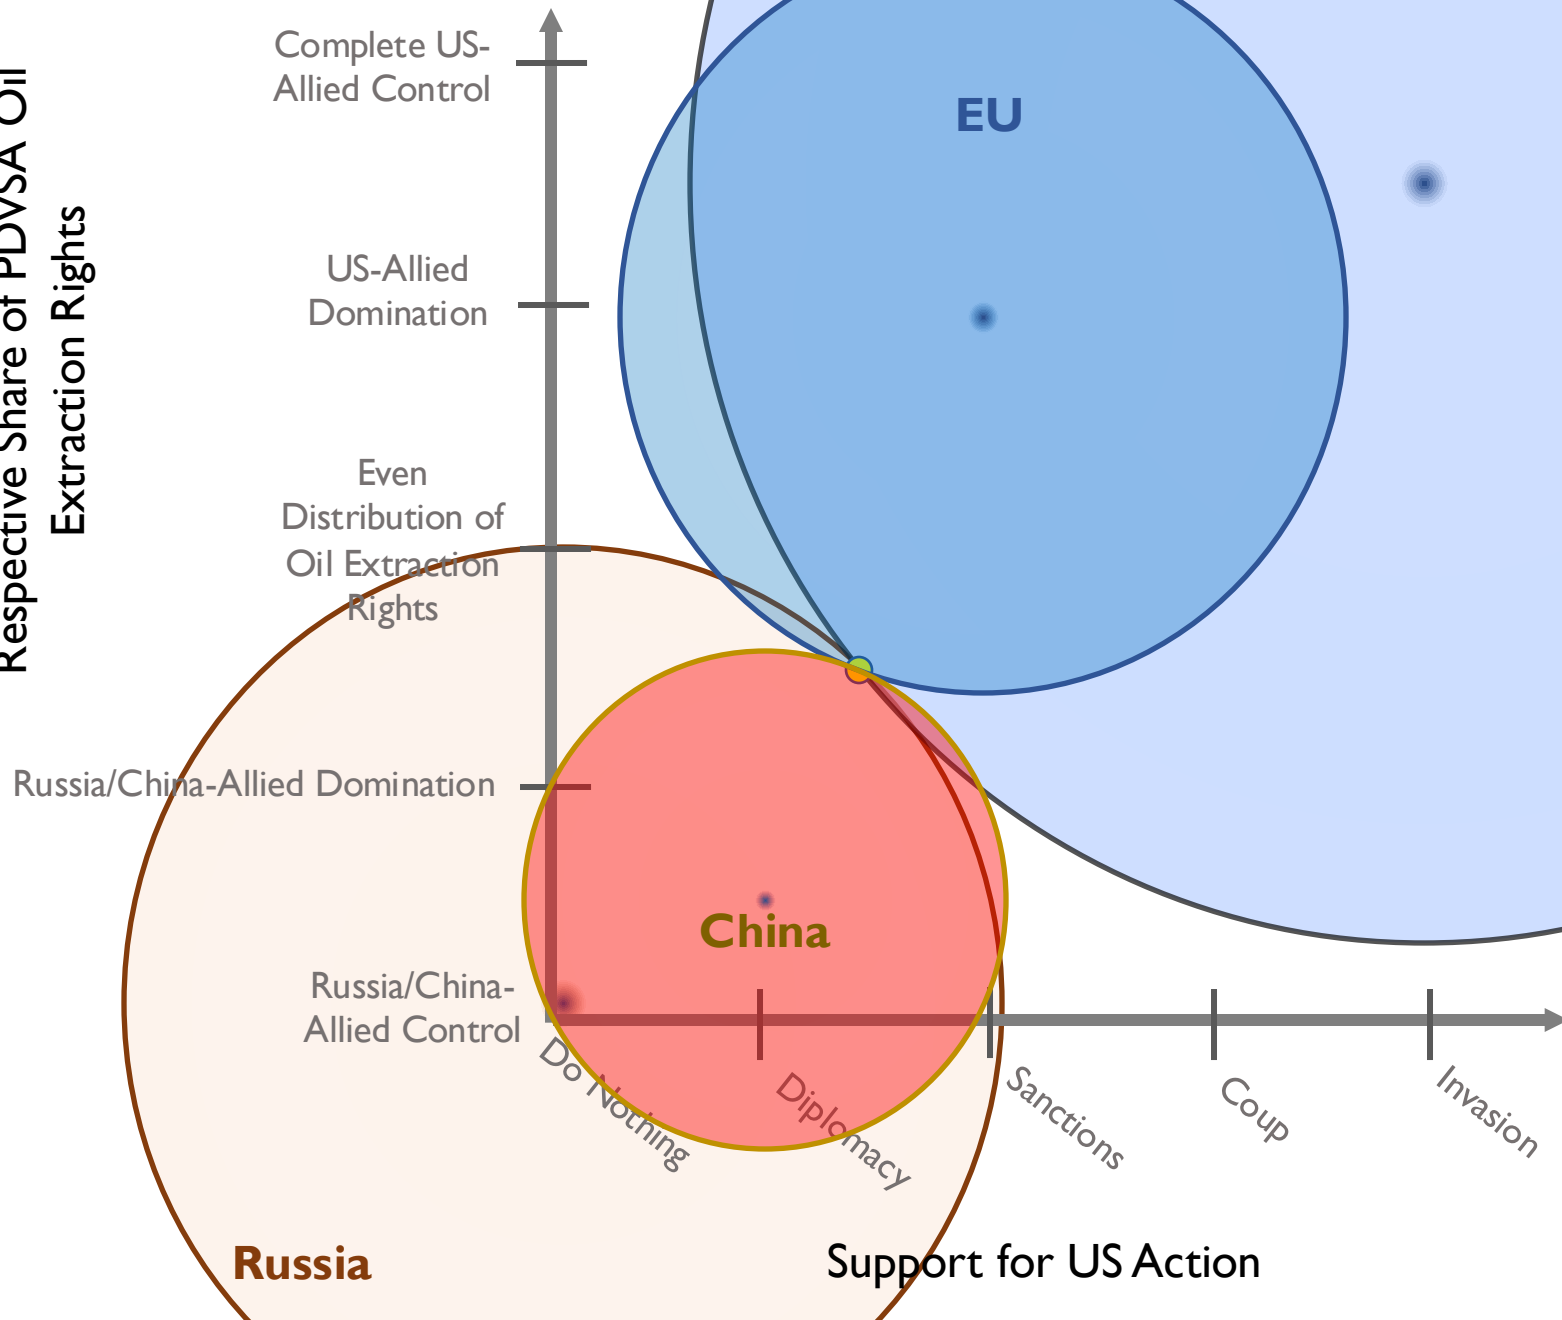 Respective Share of PDVSA Oil
Extraction Rights
Complete US-
Allied Control
EU
US-Allied
Domination
Even
Distribution of
Oil Extraction
Rights
Russia/China-Allied Domination
China
Russia/China-
Allied Control
Do Nothing
Diplomacy
Sanctions
Coup
Invasion
Russia
Support for US Action